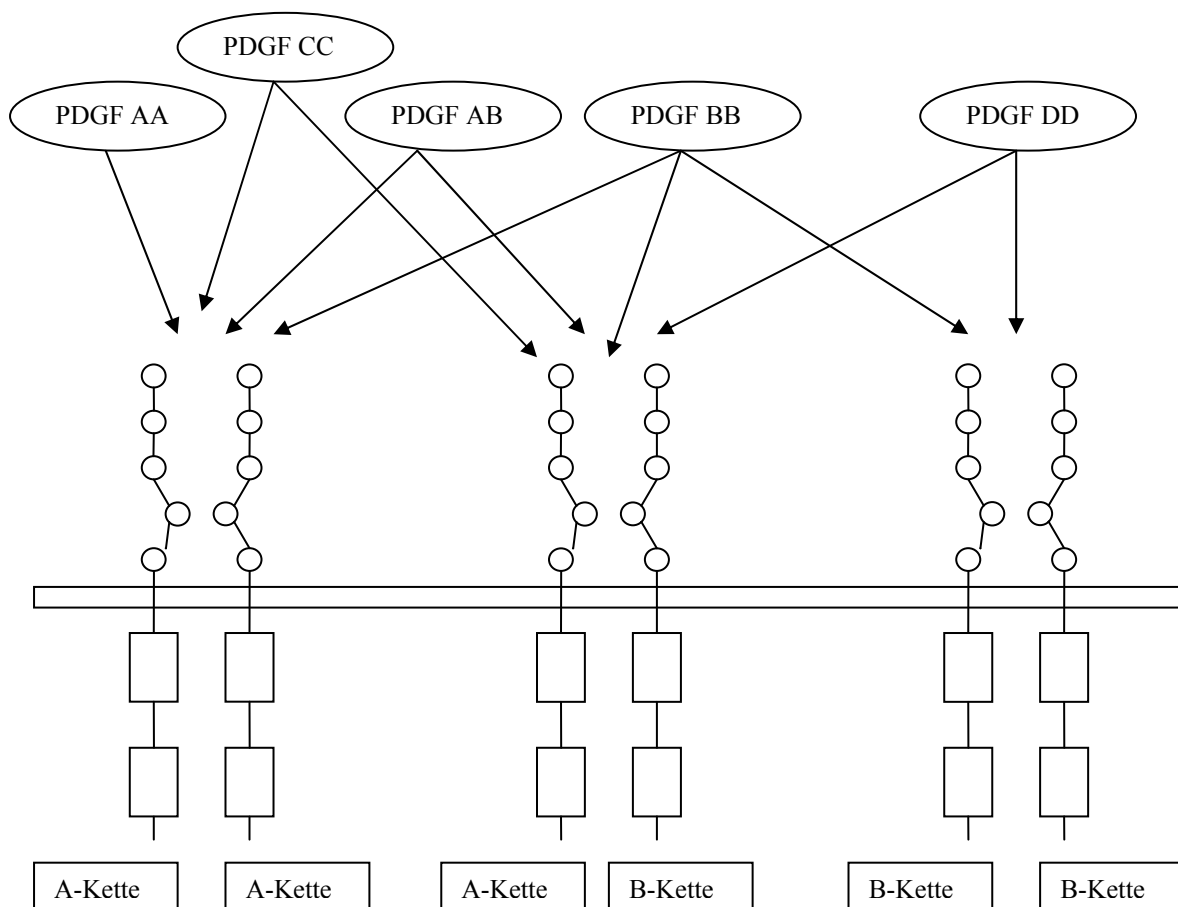 PDGF CC
PDGF AA
PDGF AB
PDGF BB
PDGF DD
A-Kette
A-Kette
A-Kette
B-Kette
B-Kette
B-Kette